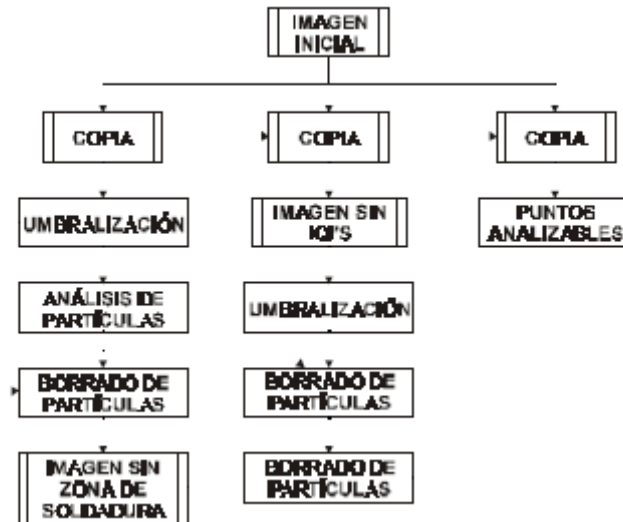 IMAGEN
INICIAL
COPIA
COPIA
COPIA
UMBRALIZACIÓN
IMAGEN SIN
IQI'S
PUNTOS
ANALIZABLES
ANÁLISIS DE
PARTÍCULAS
UMBRALIZACIÓN
BORRADO DE
PARTÍCULAS
BORRADO DE
PARTÍCULAS
IMAGEN SIN
ZONA DE
SOLDADURA
BORRADO DE
PARTÍCULAS